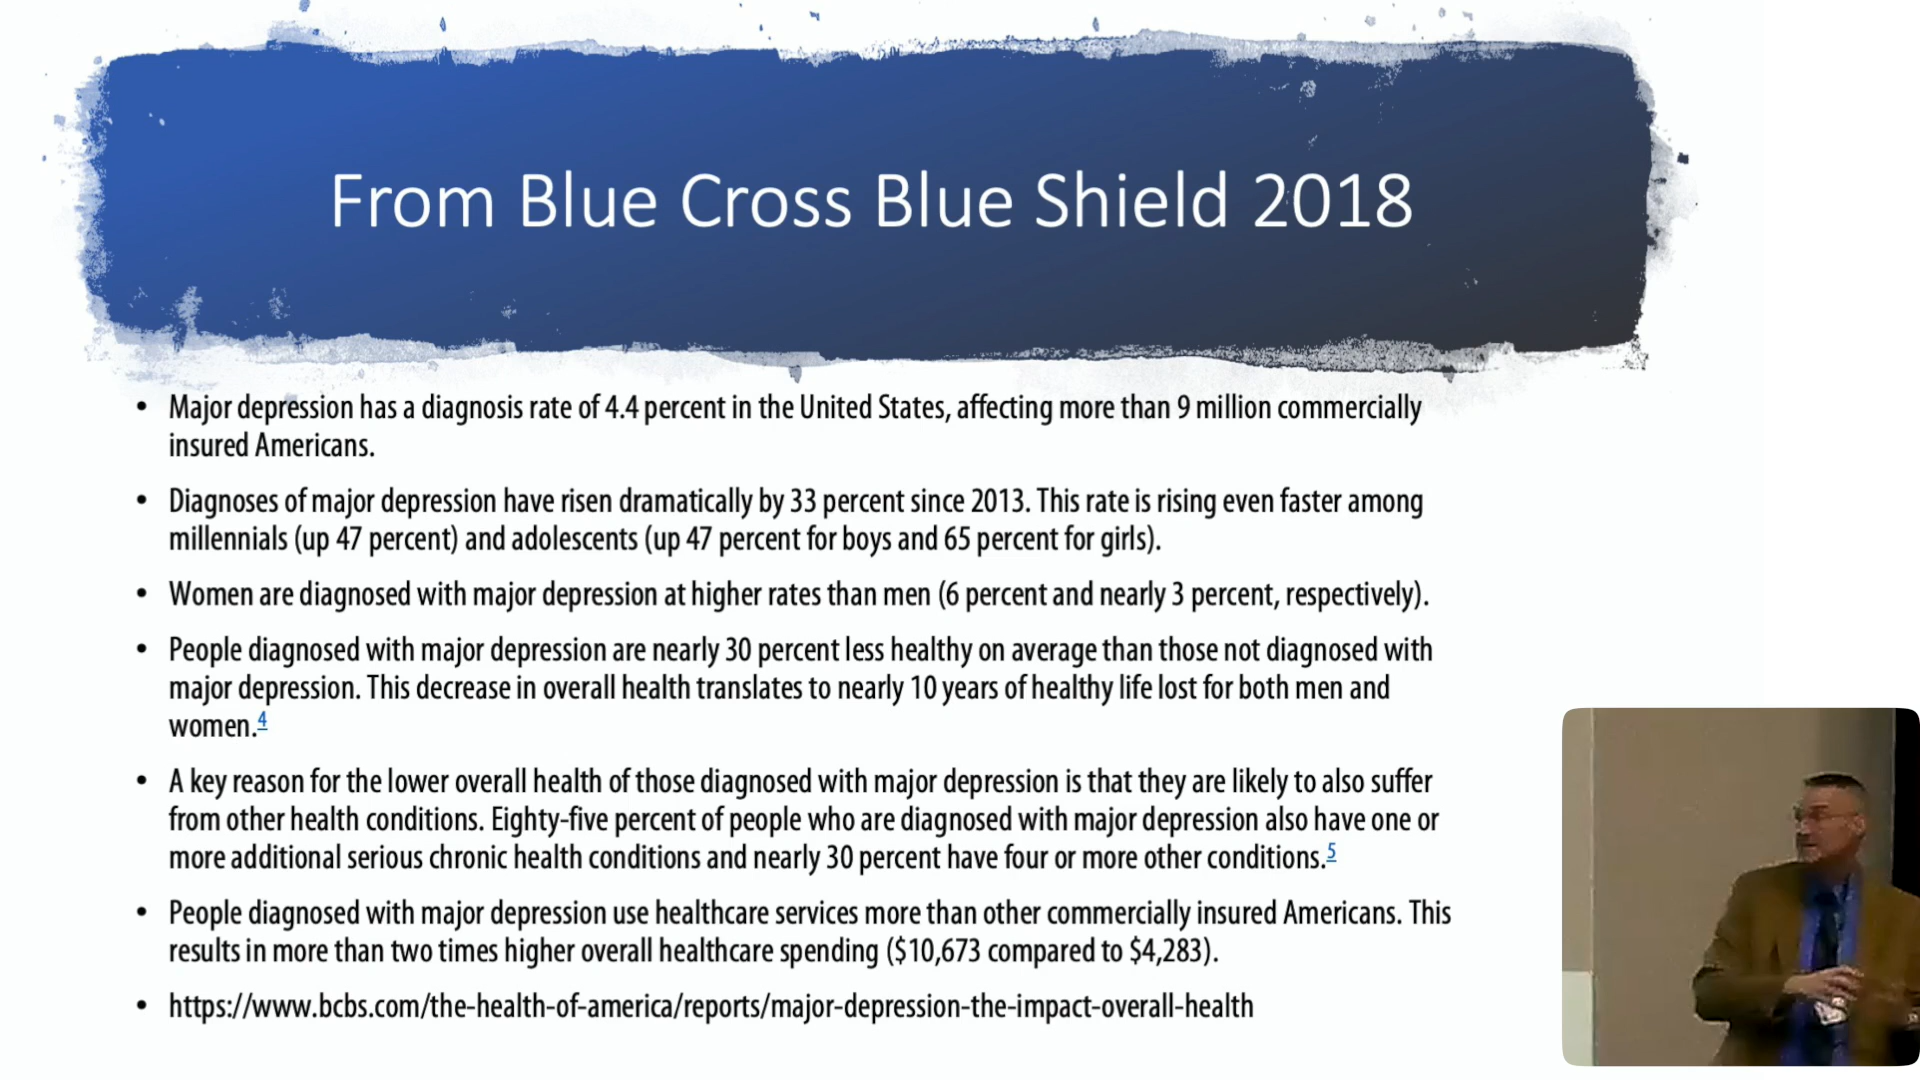 From Blue Cross Blue Shield 2018
• Major depression has a diagnosis rate of 4.4 percent in the United States, affecting more than 9 million commercially
insured Americans.
• Diagnoses of major depression have risen dramatically by 33 percent since 2013. This rate is rising even faster among
millennials (up 47 percent) and adolescents (up 47 percent for boys and 65 percent for girls).
• Women are diagnosed with major depression at higher rates than men (6 percent and nearly 3 percent, respectively).
• People diagnosed with major depression are nearly 30 percent less healthy on average than those not diagnosed with
major depression. This decrease in overall health translates to nearly 10 years of healthy life lost for both men and
women.4
• A key reason for the lower overall health of those diagnosed with major depression is that they are likely to also suffer
from other health conditions. Eighty-five percent of people who are diagnosed with major depression also have one or
more additional serious chronic health conditions and nearly 30 percent have four or more other conditions.5
• People diagnosed with major depression use healthcare services more than other commercially insured Americans. This
results in more than two times higher overall healthcare spending ($10,673 compared to $4,283).
• https://www.bcbs.com/the-health-of-america/reports/major-depression-the-impact-overall-health